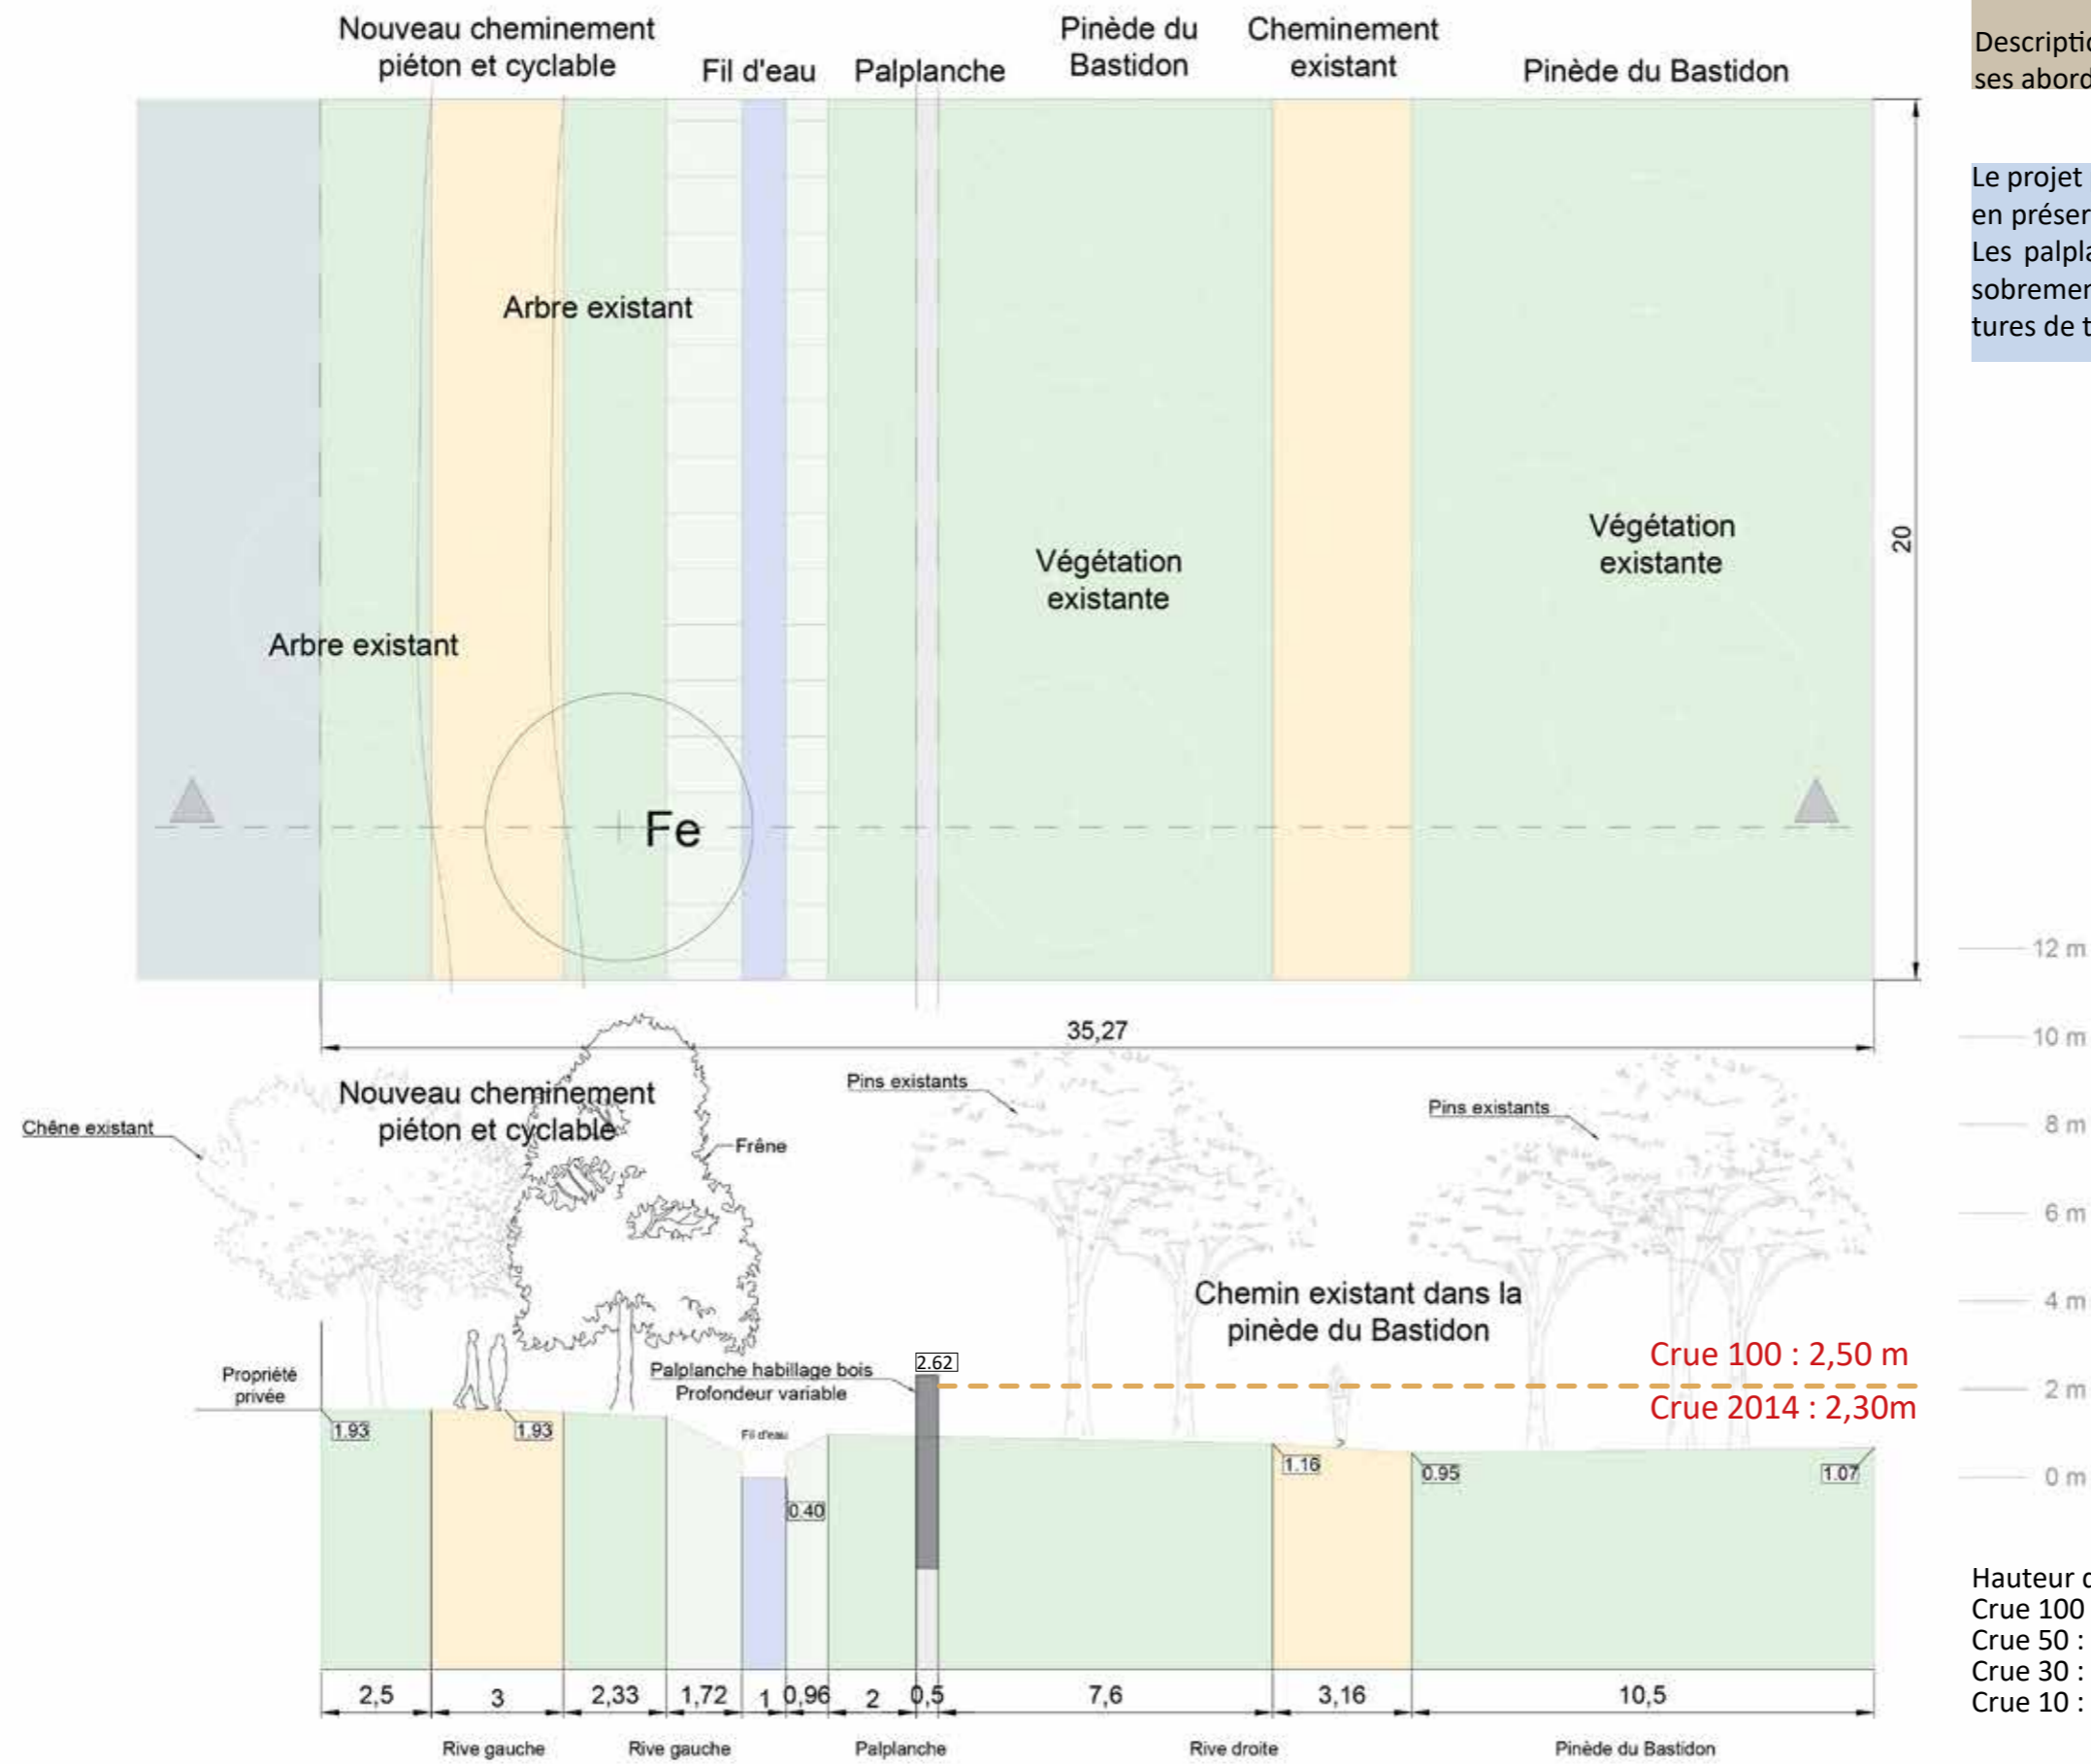 Nouveau cheminement
piéton et cyclable
Fil d'eau
Palplanche
Pinède du
Bastidon
Cheminement
existant
Pinède du Bastidon
Arbre existant
Arbre existant
Végétation
existante
Végétation
existante
20
Fe
35,27
Nouveau cheminement
piéton et cyclable
Chêne existant
Frêne
Pins existants
Pins existants
Chemin existant dans la
pinède du Bastidon
Propriété
privée
Palplanche habillage bois
Profondeur variable
2.62
Crue 100 : 2,50 m
Crue 2014 : 2,30m
1.93
1.93
Fil d'eau
0.40
1.16
0.95
1.07
2,5
3
2,33
1,72
1
0,96
2
0,5
7,6
3,16
10,5
Rive gauche
Rive gauche
Palplanche
Rive droite
Pinède du Bastidon
ses abord
Le projet
en préser
Les palpla
sobremen
tures de t
12 m
10 m
8 m
6 m
4 m
2 m
0 m
Hauteur d
Crue 100
Crue 50 :
Crue 30 :
Crue 10 :